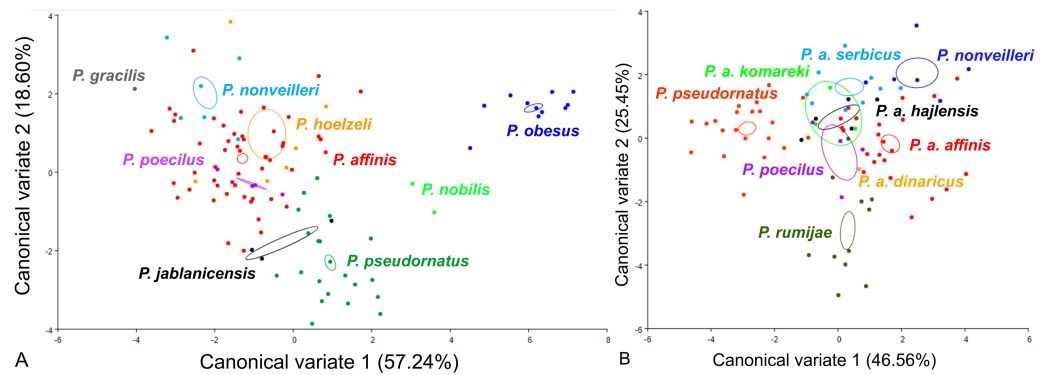 4
2
0
-2
-4
-6
-4
-2
0
2
4
6
8
Canonical variate 2 (18.60%)
Canonical variate 1 (57.24%)
A
P. gracilis
P. nonveilleri
P. hoelzeli
P. obesus
P. poecilus
P. affinis
P. nobilis
P. jablanicensis
P. pseudornatus
4
2
0
-2
-4
-6
-6
-4
-2
0
2
4
6
Canonical variate 2 (25.45%)
Canonical variate 1 (46.56%)
B
P. a. serbicus
P. nonveilleri
P. a. komareki
P. pseudornatus
P. a. hajlensis
P. a. affinis
P. poecilus
P. a. dinaricus
P. rumijae